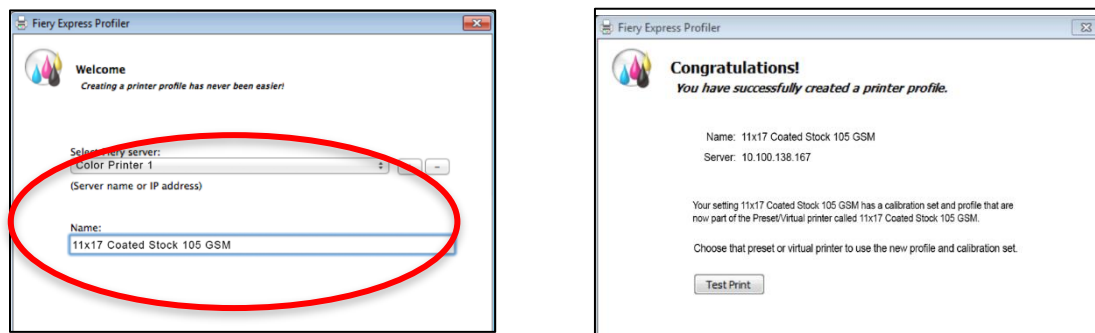 Fiery Express Profiler
Welcome
Creating a printer profile has never been easier!
Select Fiery server:
Color Printer 1
(Server name or IP address)
Name:
11x17 Coated Stock 105 GSM
Fiery Express Profiler
Congratulations!
You have successfully created a printer profile.
Name: 11x17 Coated Stock 105 GSM
Server: 10.100.138.167
Your setting 11x17 Coated Stock 105 GSM has a calibration set and profile that are
now part of the Preset/Virtual printer called 11x17 Coated Stock 105 GSM.
Choose that preset or virtual printer to use the new profile and calibration set.
Test Print